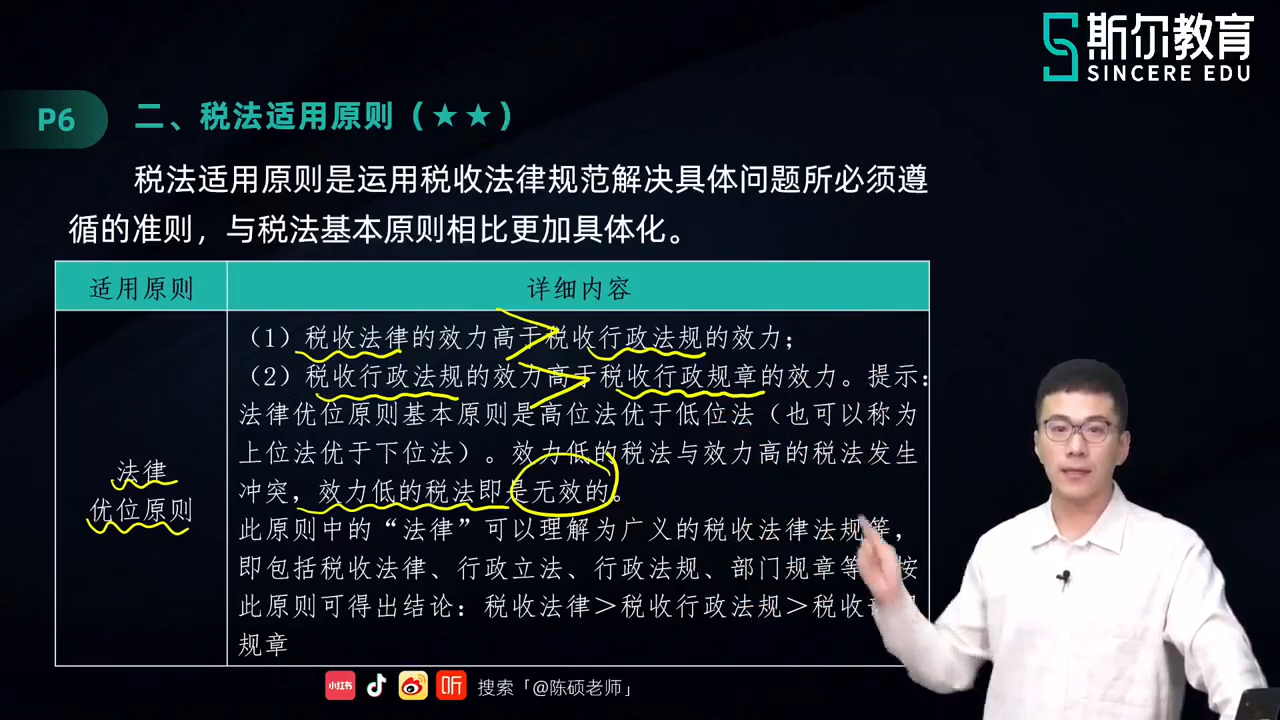 斯尔教育
SINCERE EDU
P6
二、税法适用原则（★★）
税法适用原则是运用税收法律规范解决具体问题所必须遵
循的准则，与税法基本原则相比更加具体化。
适用原则
详细内容
法律
优位原则
（1）税收法律的效力高于税收行政法规的效力；
（2）税收行政法规的效力高于税收行政规章的效力。提示：
法律优位原则基本原则是高位法优于低位法（也可以称为
上位法优于下位法）。效力低的税法与效力高的税法发生
冲突，效力低的税法即是无效的。
此原则中的“法律”可以理解为广义的税收法律法规等，
即包括税收法律、行政立法、行政法规、部门规章等 按
此原则可得出结论：税收法律＞税收行政法规＞税收
规章
小红书
听
搜索「@陈硕老师」